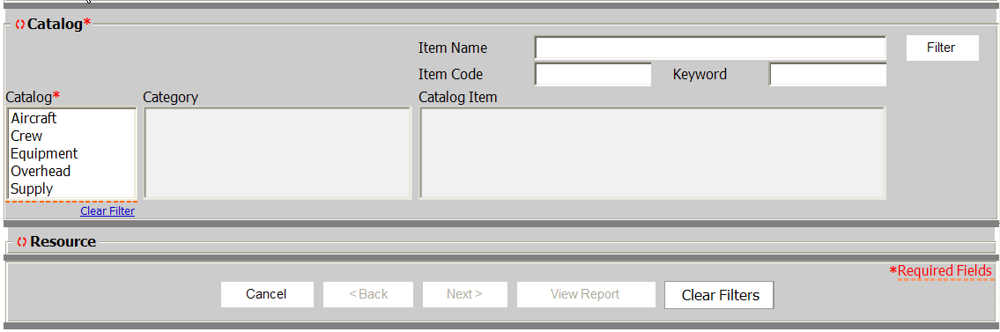 Catalog*
Item Name
Filter
Item Code
Keyword
Catalog*
Category
Catalog Item
Aircraft
Crew
Equipment
Overhead
Supply
Clear Filter
Resource
*Required Fields
Cancel
< Back
Next >
View Report
Clear Filters